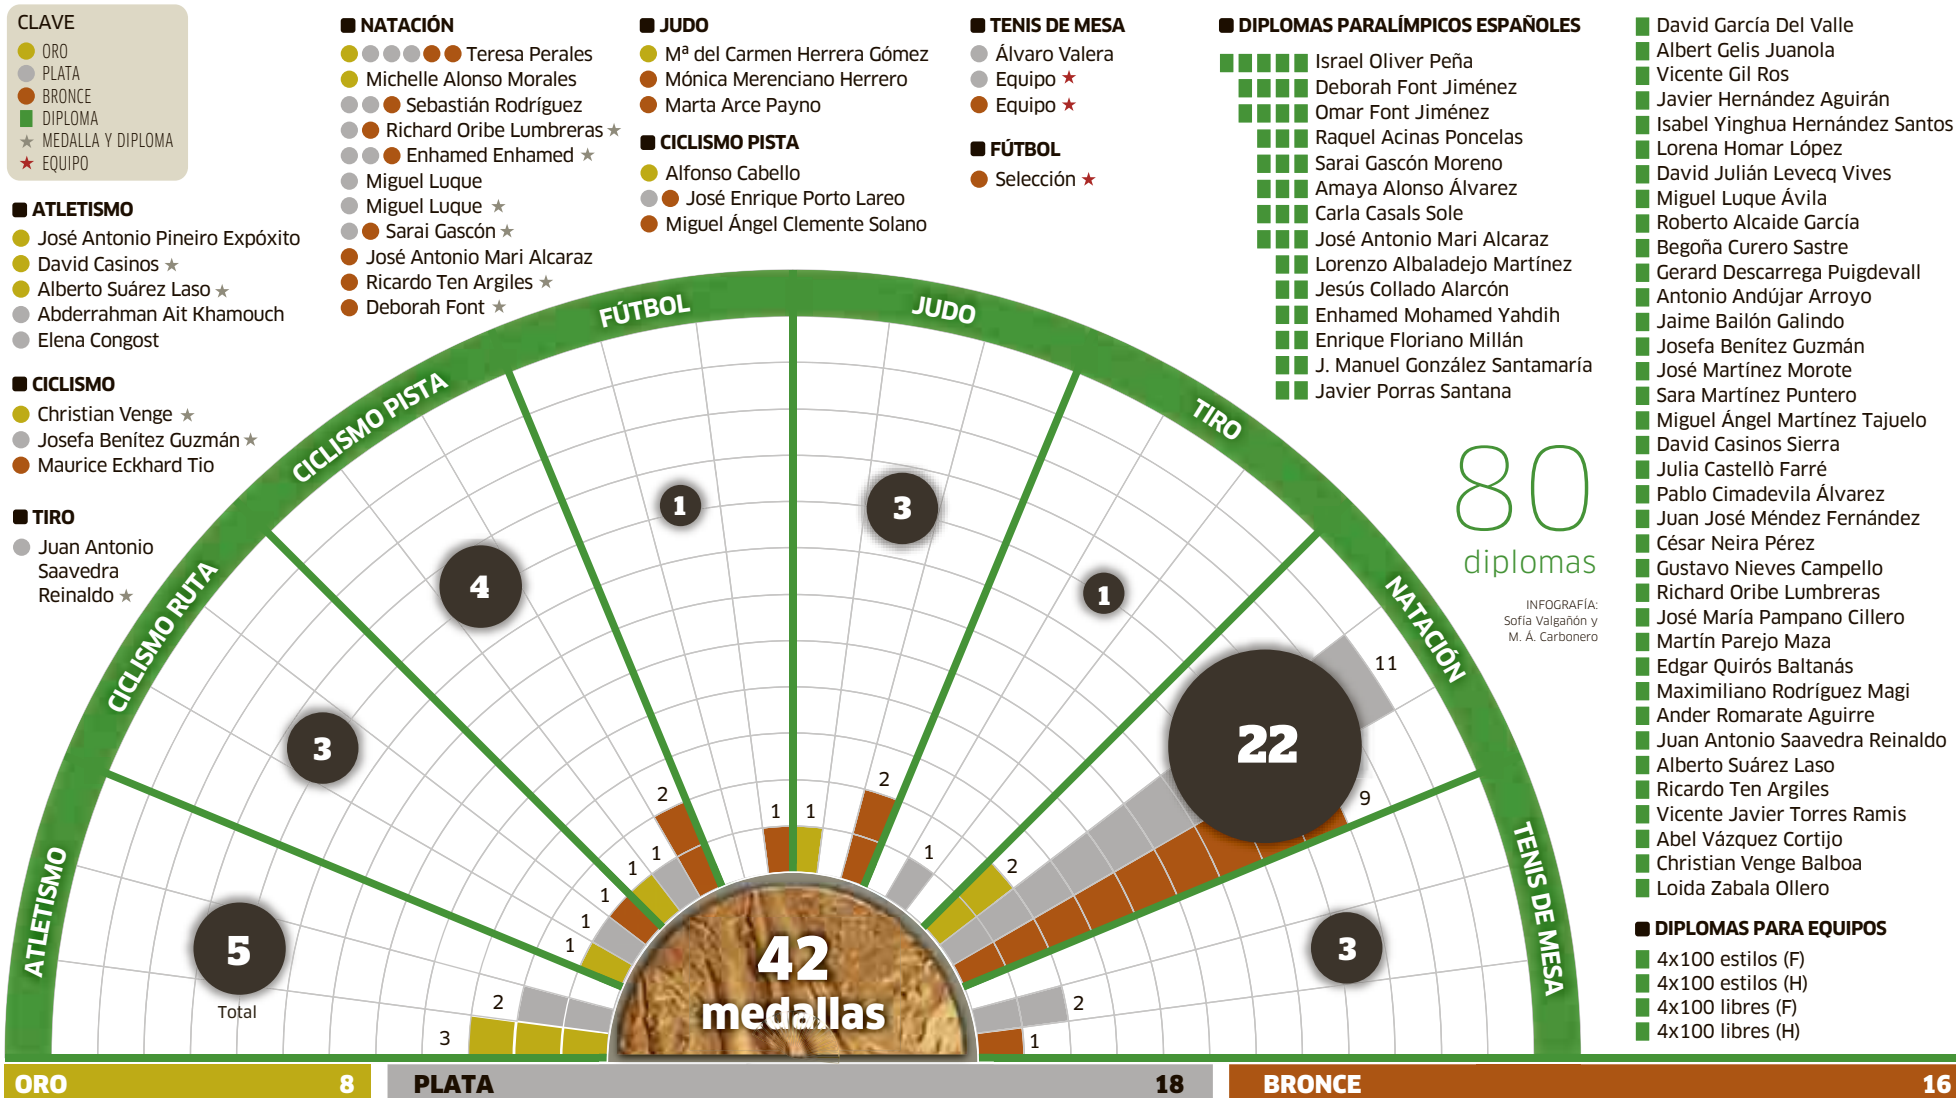 CLAVE
ORO
PLATA
BRONCE
DIPLOMA
MEDALLA Y DIPLOMA
EQUIPO
ATLETISMO
José Antonio Pineiro Expóxito
David Casinos
Alberto Suárez Laso
Abderrahman Ait Khamouch
Elena Congost
CICLISMO
Christian Venge
Josefa Benítez Guzmán
Maurice Eckhard Tio
TIRO
Juan Antonio
Saavedra
Reinaldo
NATACIÓN
Teresa Perales
Michelle Alonso Morales
Sebastián Rodríguez
Richard Oribe Lumbreras
Enhamed Enhamed
Miguel Luque
Miguel Luque
Sarai Gascón
José Antonio Mari Alcaraz
Ricardo Ten Argiles
Deborah Font
JUDO
Mª del Carmen Herrera Gómez
Mónica Merenciano Herrero
Marta Arce Payno
CICLISMO PISTA
Alfonso Cabello
José Enrique Porto Lareo
Miguel Ángel Clemente Solano
TENIS DE MESA
Álvaro Valera
Equipo
Equipo
FÚTBOL
Selección
DIPLOMAS PARALÍMPICOS ESPAÑOLES
Israel Oliver Peña
Deborah Font Jiménez
Omar Font Jiménez
Raquel Acinas Poncelas
Sarai Gascón Moreno
Amaya Alonso Álvarez
Carla Casals Sole
José Antonio Mari Alcaraz
Lorenzo Albaladejo Martínez
Jesús Collado Alarcón
Enhamed Mohamed Yahdih
Enrique Floriano Millán
J. Manuel González Santamaría
Javier Porras Santana
David García Del Valle
Albert Gelis Juanola
Vicente Gil Ros
Javier Hernández Aguirán
Isabel Yinghua Hernández Santos
Lorena Homar López
David Julián Levecq Vives
Miguel Luque Ávila
Roberto Alcaide García
Begoña Curero Sastre
Gerard Descarrega Puigdevall
Antonio Andújar Arroyo
Jaime Bailón Galindo
Josefa Benítez Guzmán
José Martínez Morote
Sara Martínez Puntero
Miguel Ángel Martínez Tajuelo
David Casinos Sierra
Julia Castellò Farré
Pablo Cimadevila Álvarez
Juan José Méndez Fernández
César Neira Pérez
Gustavo Nieves Campello
Richard Oribe Lumbreras
José María Pampano Cillero
Martín Parejo Maza
Edgar Quirós Baltanás
Maximiliano Rodríguez Magi
Ander Romarate Aguirre
Juan Antonio Saavedra Reinaldo
Alberto Suárez Laso
Ricardo Ten Argiles
Vicente Javier Torres Ramis
Abel Vázquez Cortijo
Christian Venge Balboa
Loida Zabala Ollero
DIPLOMAS PARA EQUIPOS
4x100 estilos (F)
4x100 estilos (H)
4x100 libres (F)
4x100 libres (H)
80
diplomas
INFOGRAFÍA:
Sofía Valgañón y
M. Á. Carbonero
ATLETISMO
5
Total
3
2
CICLISMO RUTA
3
1
1
1
CICLISMO PISTA
4
1
1
2
FÚTBOL
1
1
JUDO
3
1
2
TIRO
1
1
NATACIÓN
22
2
11
9
TENIS DE MESA
3
2
1
42
medallas
ORO 8
PLATA 18
BRONCE 16